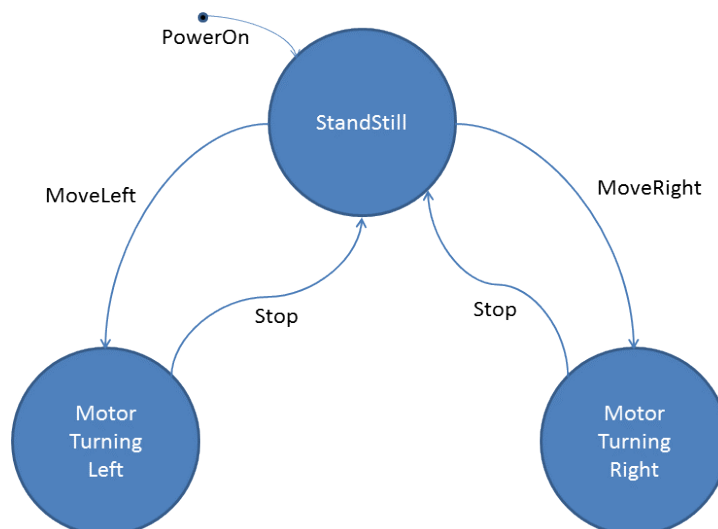 PowerOn
StandStill
MoveLeft
MoveRight
Stop
Stop
Motor
Turning
Left
Motor
Turning
Right